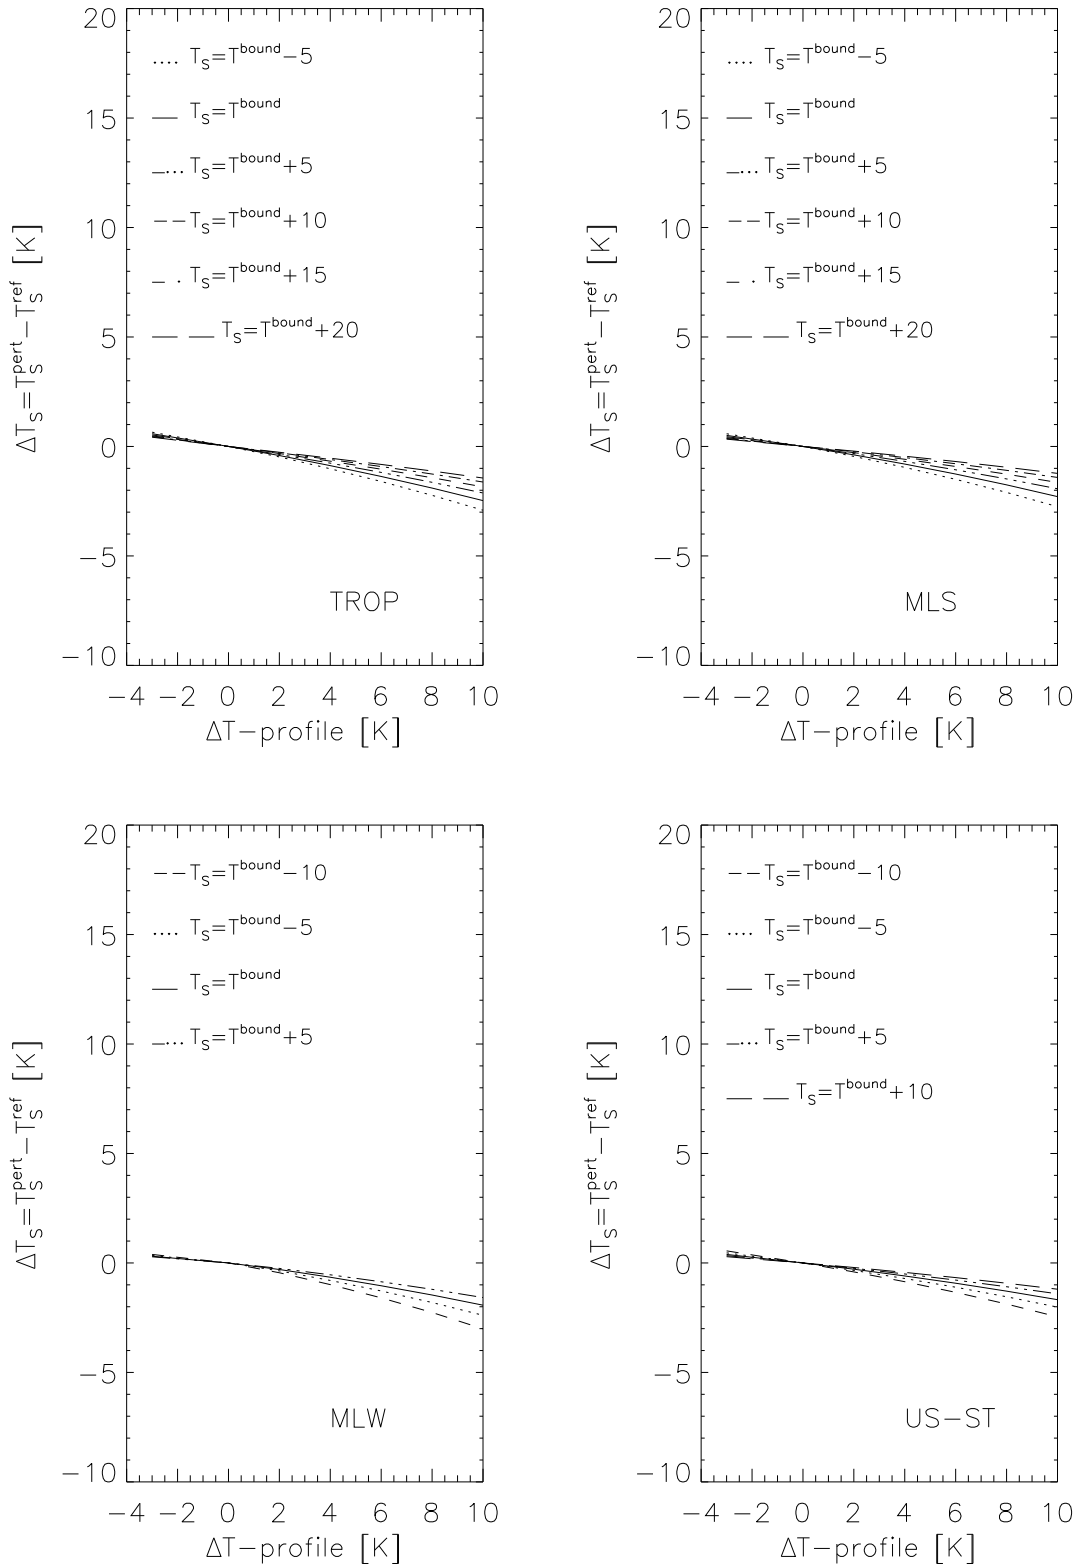 20
15
10
5
0
−5
−10
ΔT_S=T_S^pert−T_S^ref [K]
T_S=T^bound−5
T_S=T^bound
T_S=T^bound+5
T_S=T^bound+10
T_S=T^bound+15
T_S=T^bound+20
TROP
−4 −2 0 2 4 6 8 10
ΔT−profile [K]
20
15
10
5
0
−5
−10
ΔT_S=T_S^pert−T_S^ref [K]
T_S=T^bound−5
T_S=T^bound
T_S=T^bound+5
T_S=T^bound+10
T_S=T^bound+15
T_S=T^bound+20
MLS
−4 −2 0 2 4 6 8 10
ΔT−profile [K]
20
15
10
5
0
−5
−10
ΔT_S=T_S^pert−T_S^ref [K]
T_S=T^bound−10
T_S=T^bound−5
T_S=T^bound
T_S=T^bound+5
MLW
−4 −2 0 2 4 6 8 10
ΔT−profile [K]
20
15
10
5
0
−5
−10
ΔT_S=T_S^pert−T_S^ref [K]
T_S=T^bound−10
T_S=T^bound−5
T_S=T^bound
T_S=T^bound+5
T_S=T^bound+10
US−ST
−4 −2 0 2 4 6 8 10
ΔT−profile [K]